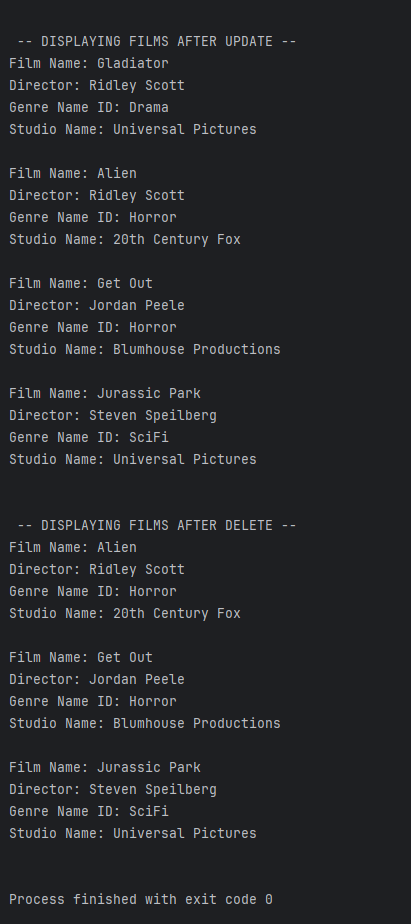 -- DISPLAYING FILMS AFTER UPDATE --
Film Name: Gladiator
Director: Ridley Scott
Genre Name ID: Drama
Studio Name: Universal Pictures

Film Name: Alien
Director: Ridley Scott
Genre Name ID: Horror
Studio Name: 20th Century Fox

Film Name: Get Out
Director: Jordan Peele
Genre Name ID: Horror
Studio Name: Blumhouse Productions

Film Name: Jurassic Park
Director: Steven Speilberg
Genre Name ID: SciFi
Studio Name: Universal Pictures

-- DISPLAYING FILMS AFTER DELETE --
Film Name: Alien
Director: Ridley Scott
Genre Name ID: Horror
Studio Name: 20th Century Fox

Film Name: Get Out
Director: Jordan Peele
Genre Name ID: Horror
Studio Name: Blumhouse Productions

Film Name: Jurassic Park
Director: Steven Speilberg
Genre Name ID: SciFi
Studio Name: Universal Pictures

Process finished with exit code 0